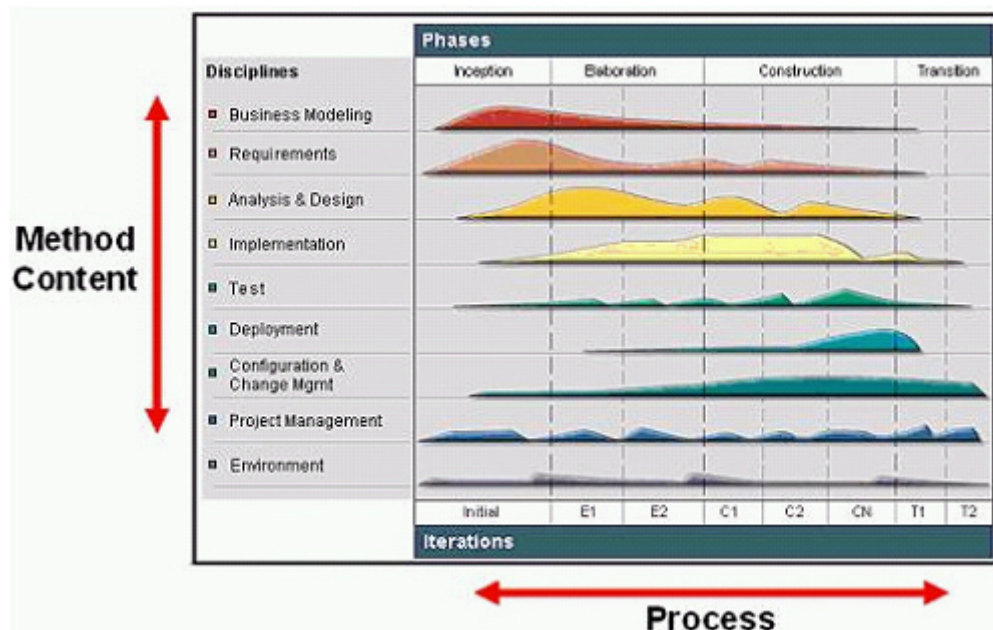 Phases
Disciplines
Inception Elaboration Construction Transition
Business Modeling
Requirements
Analysis & Design
Implementation
Test
Deployment
Configuration &
Change Mgmt
Project Management
Environment
Initial E1 E2 C1 C2 CN T1 T2
Iterations
Method
Content
Process